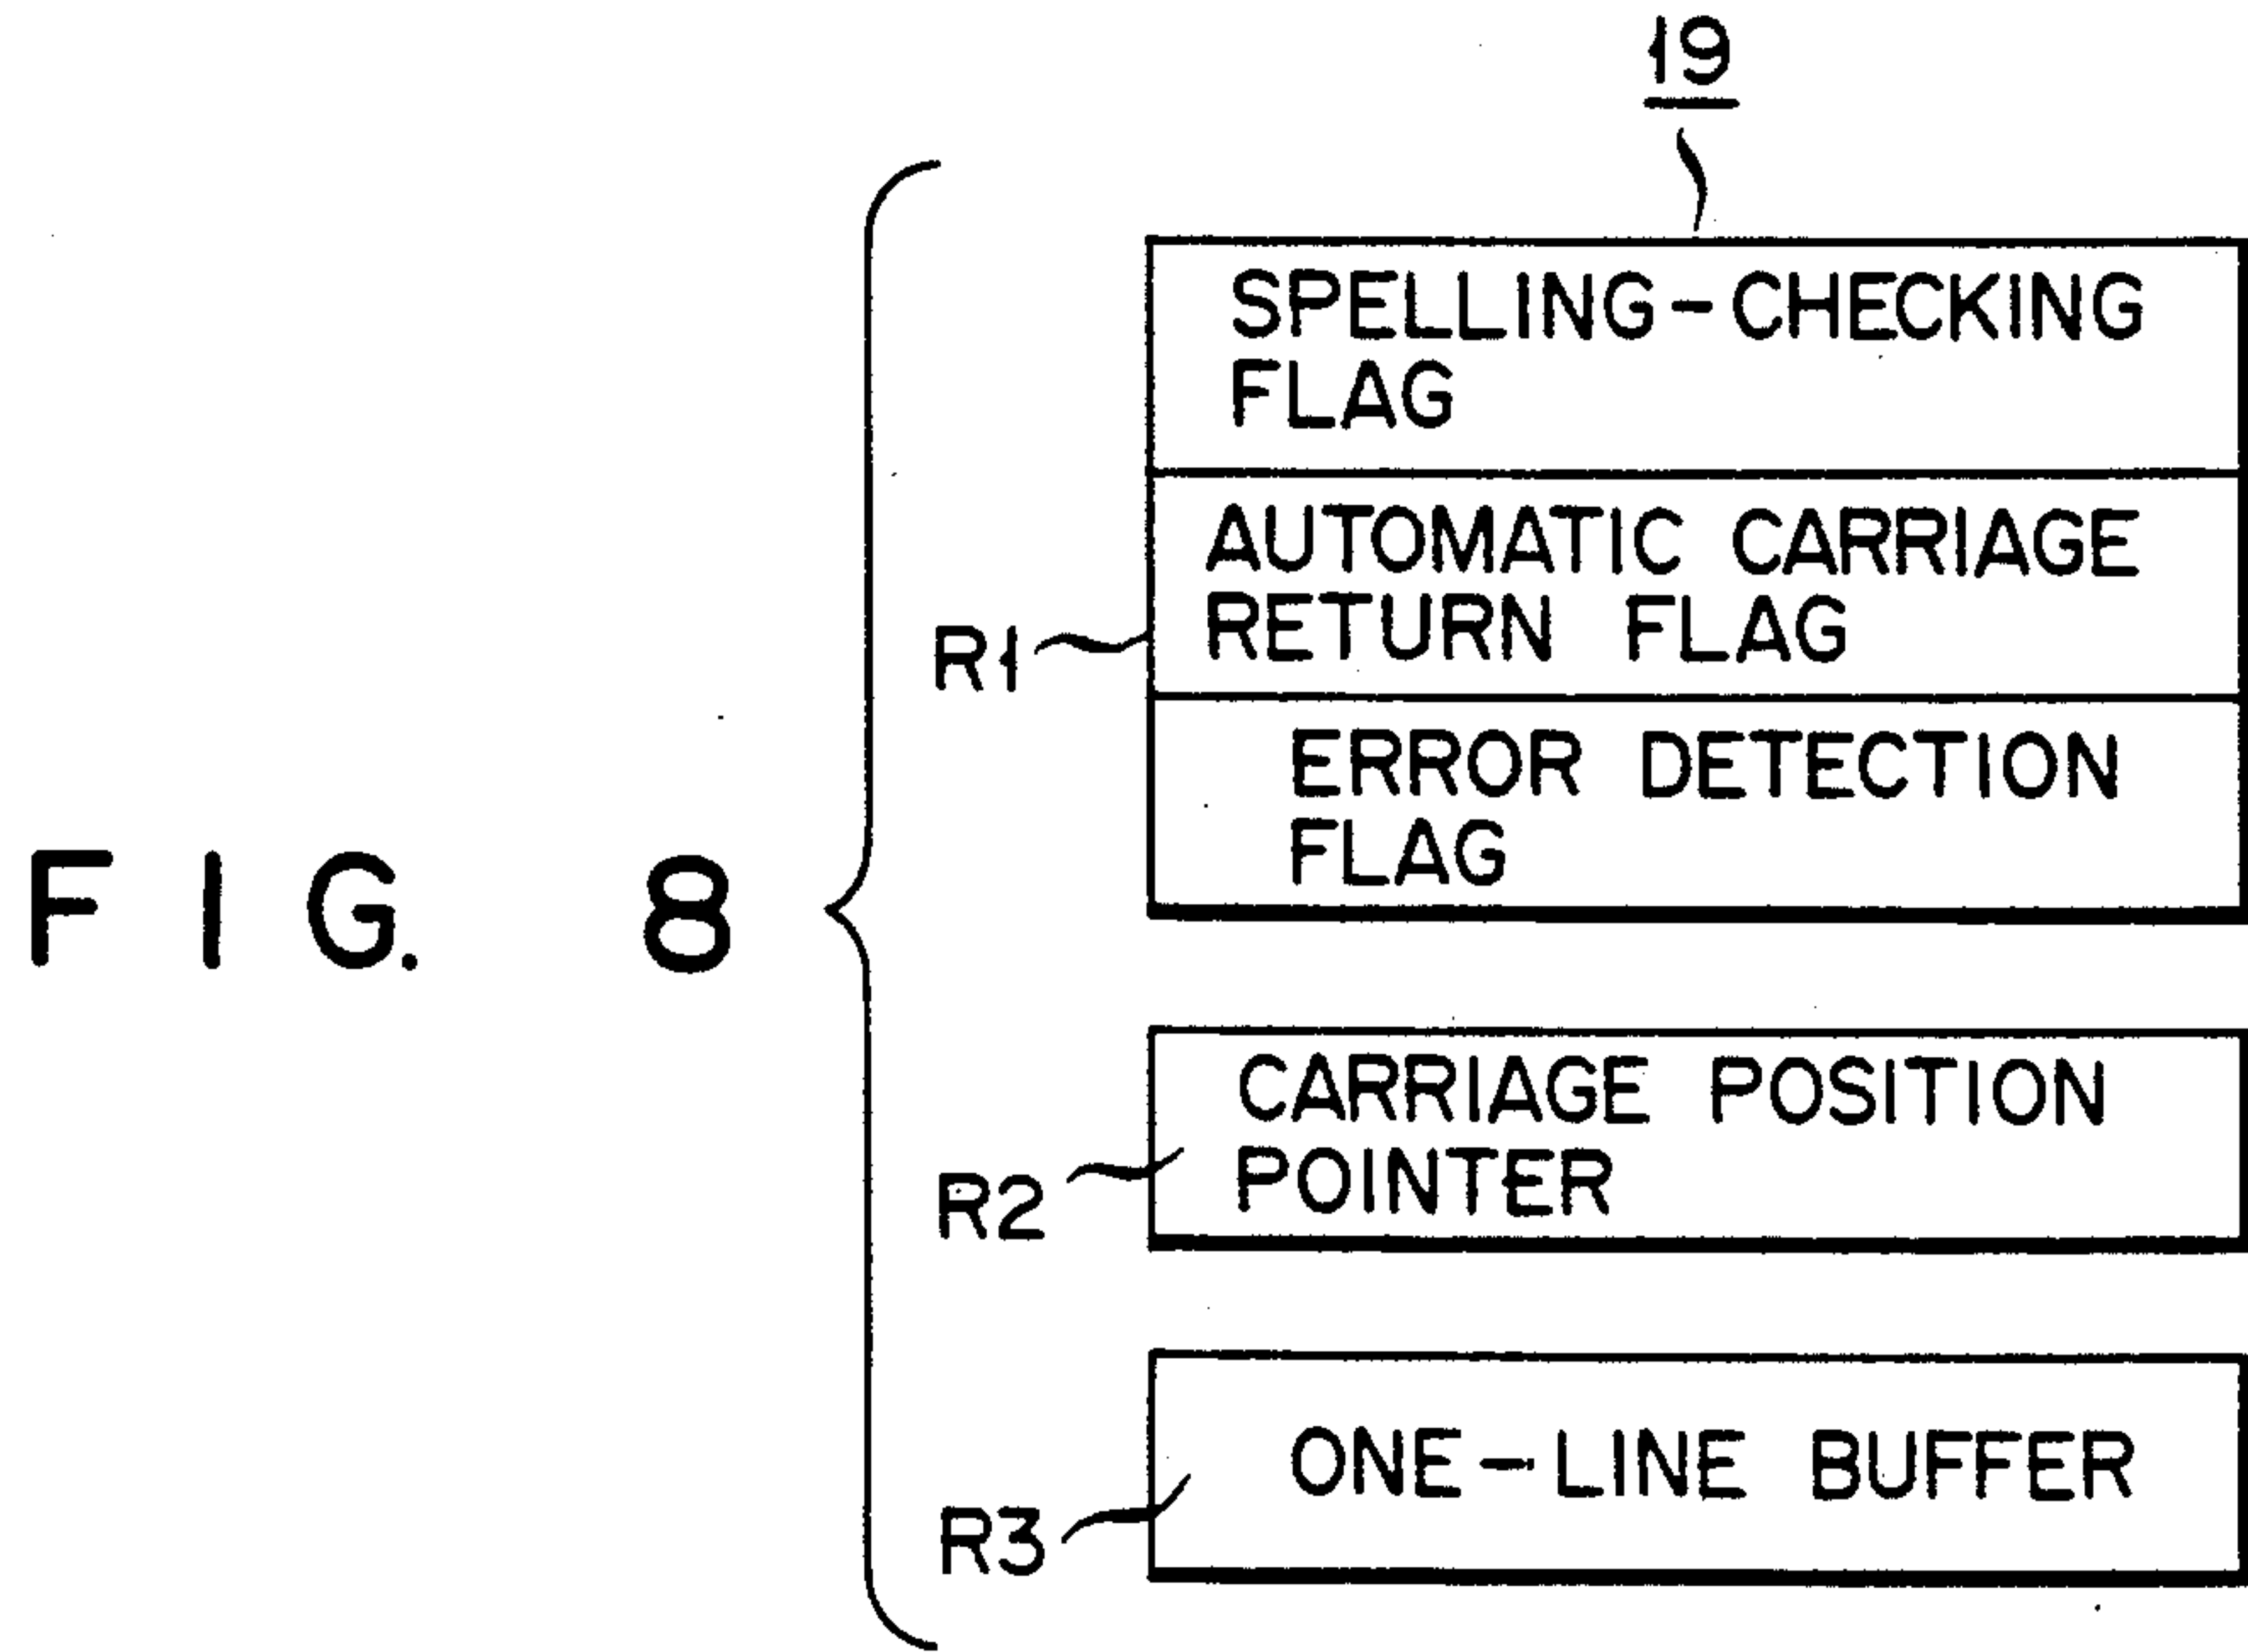 19
SPELLING-CHECKING
FLAG
AUTOMATIC CARRIAGE
RETURN FLAG
R1
ERROR DETECTION
FLAG
FIG. 8
CARRIAGE POSITION
POINTER
R2
ONE-LINE BUFFER
R3